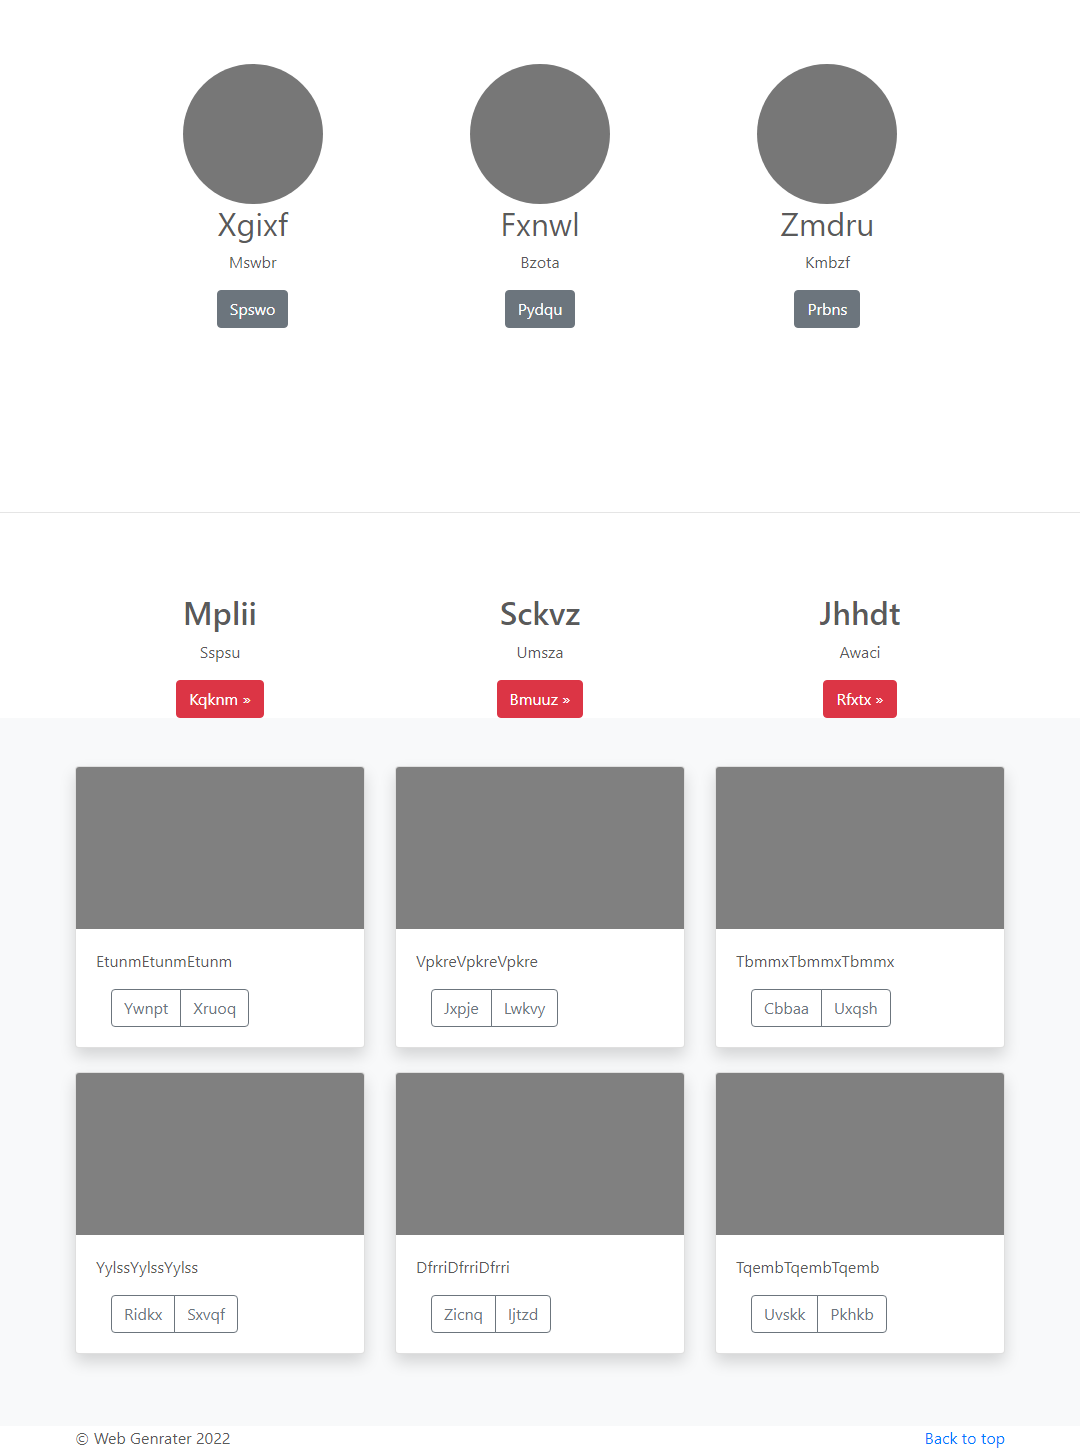 Xgixf Fxnwl Zmdru
Mswbr Bzota Kmbzf
Spswo Pydqu Prbns
Mplii Sckvz Jhhdt
Sspsu Umsza Awaci
Kqknm » Bmuuz » Rfxtx »
EtunmEtunmEtunm VpkreVpkreVpkre TbmmxTbmmxTbmmx
Ywnpt Xruoq Jxpje Lwkvy Cbbaa Uxqsh
YylssYylssYylss DfrriDfrriDfrri TqembTqembTqemb
Ridkx Sxvqf Zicnq Ijtzd Uvskk Pkhkb
© Web Genrater 2022 Back to top